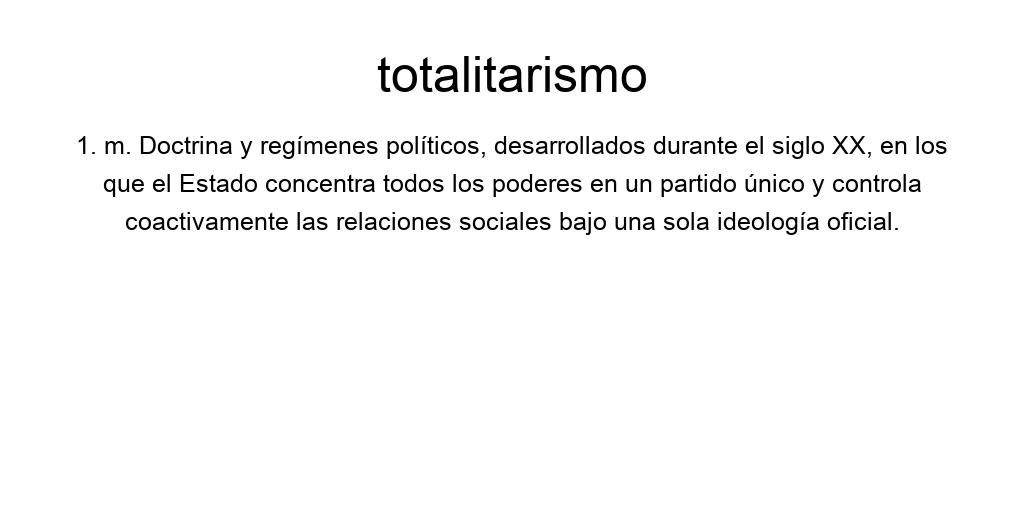 totalitarismo
1. m. Doctrina y regímenes políticos, desarrollados durante el siglo XX, en los
que el Estado concentra todos los poderes en un partido único y controla
coactivamente las relaciones sociales bajo una sola ideología oficial.